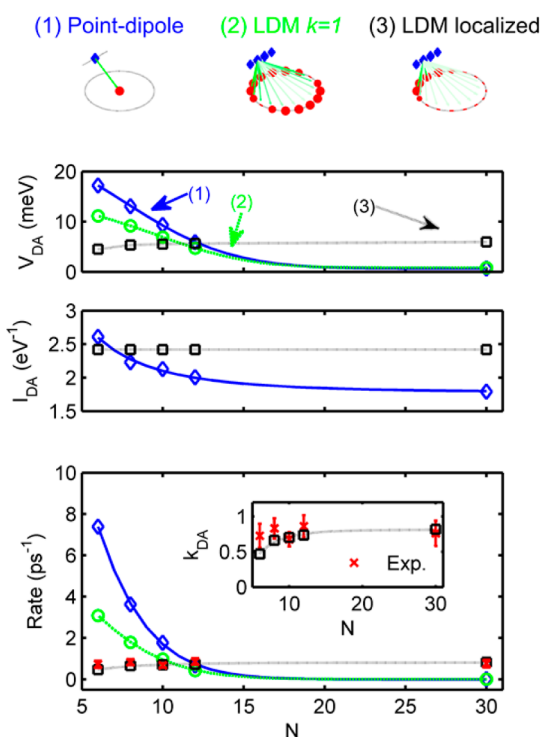 (1) Point-dipole (2) LDM k=1 (3) LDM localized
20
10
0
V_DA (meV)
(1)
(2)
(3)
3
2.5
2
1.5
I_DA (eV⁻¹)
10
8
6
4
2
0
Rate (ps⁻¹)
1
0.5
0
k_DA
× Exp.
10 20 30
N
5 10 15 20 25 30
N